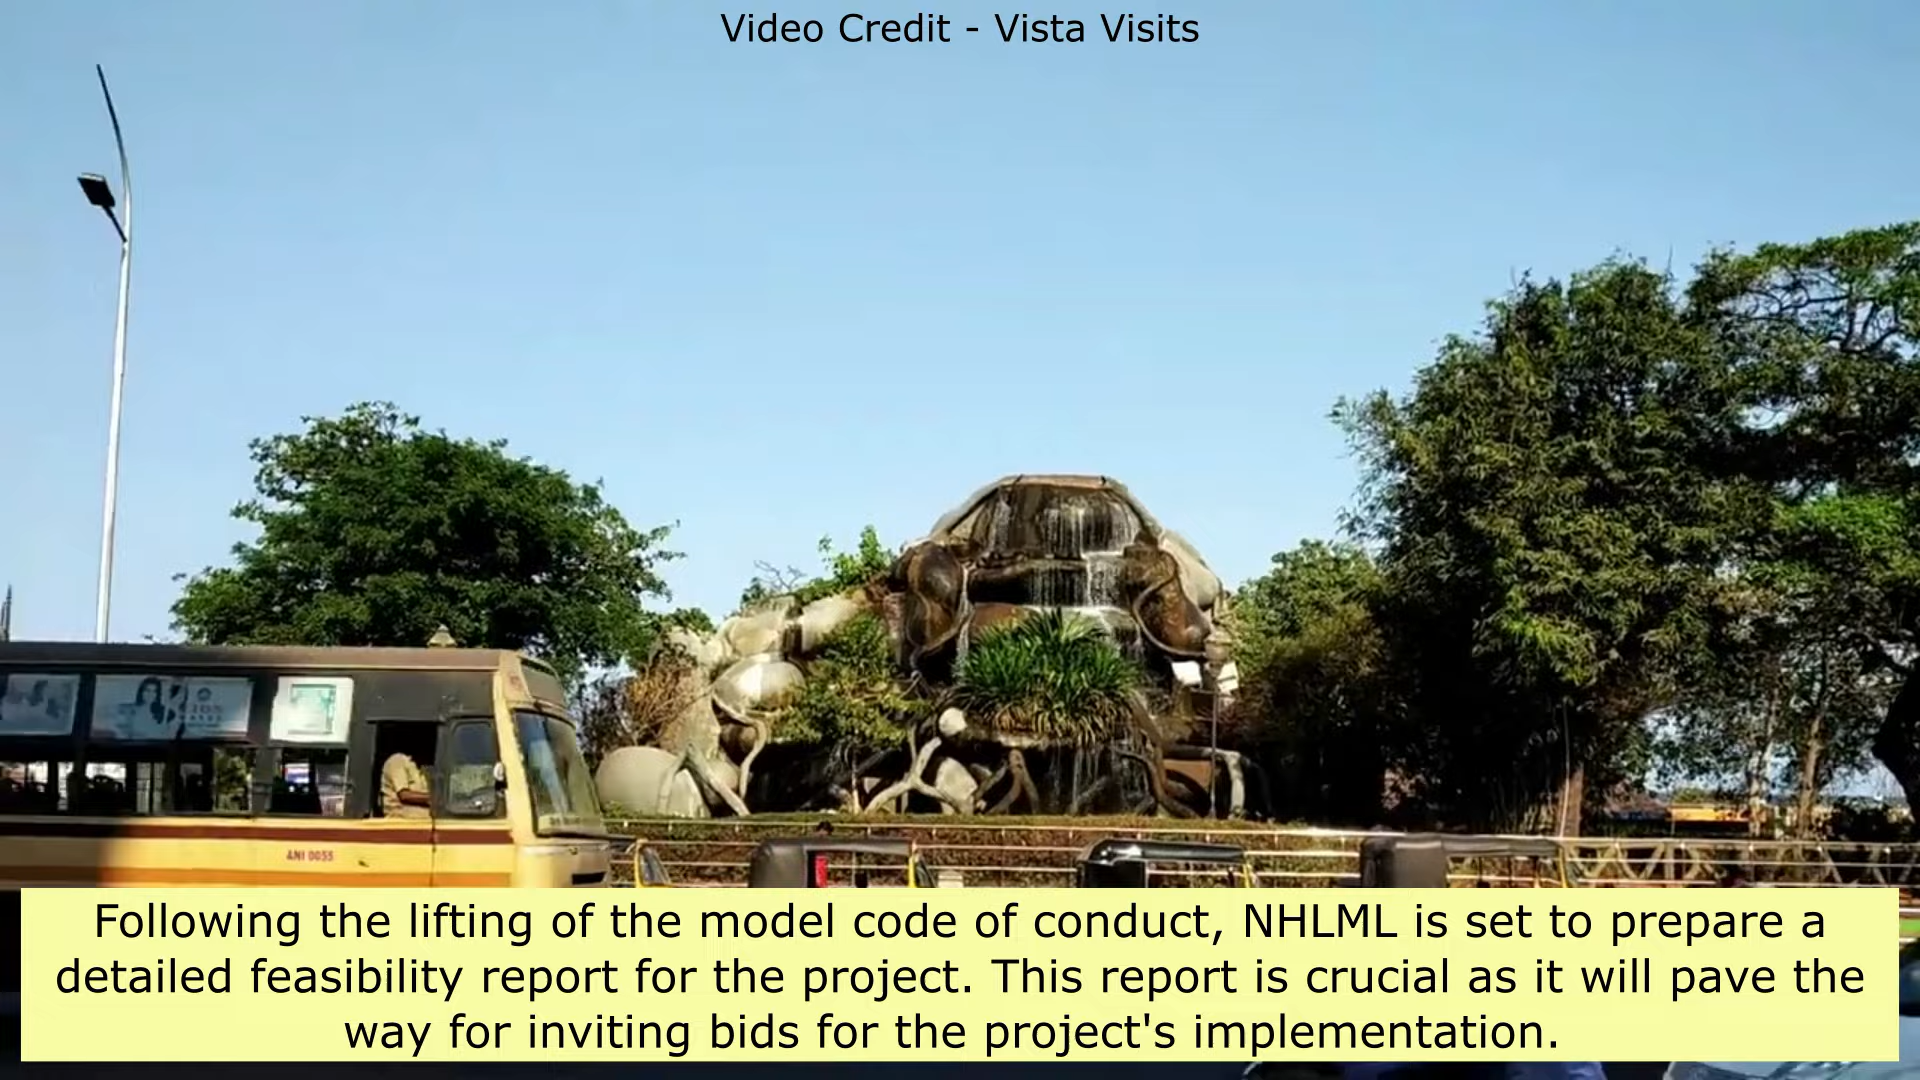 Video Credit - Vista Visits
ANI 0055
Following the lifting of the model code of conduct, NHLML is set to prepare a
detailed feasibility report for the project. This report is crucial as it will pave the
way for inviting bids for the project's implementation.